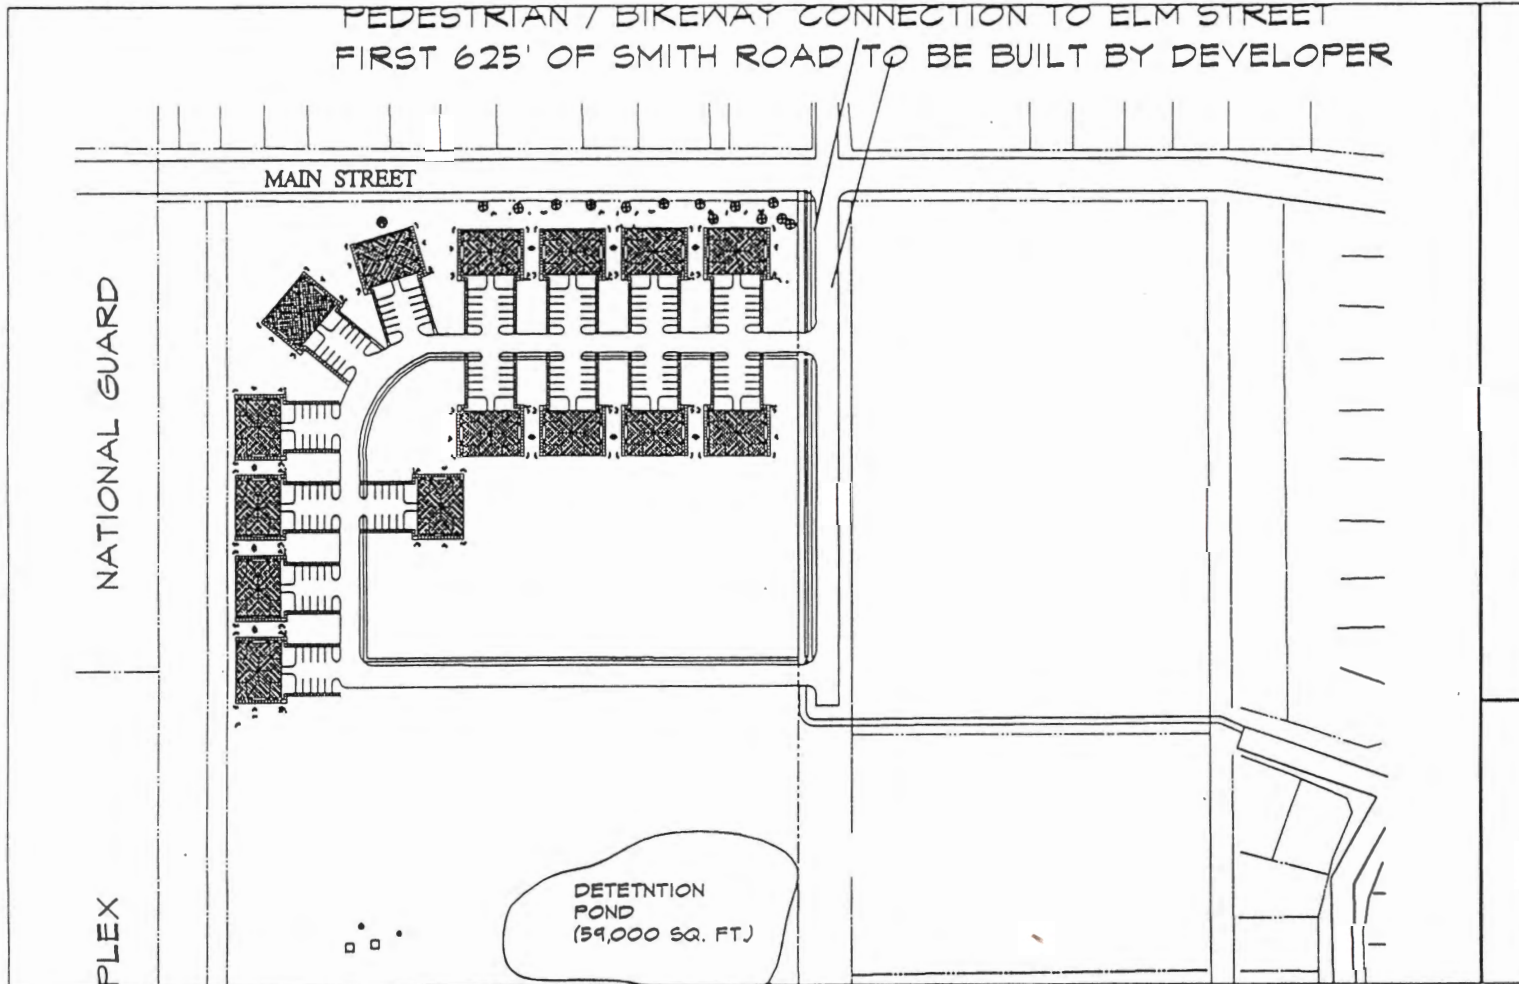 PEDESTRIAN / BIKEWAY CONNECTION TO ELM STREET
FIRST 625' OF SMITH ROAD TO BE BUILT BY DEVELOPER
MAIN STREET
NATIONAL GUARD
PLEX
DETETNTION
POND
(59,000 SQ. FT.)